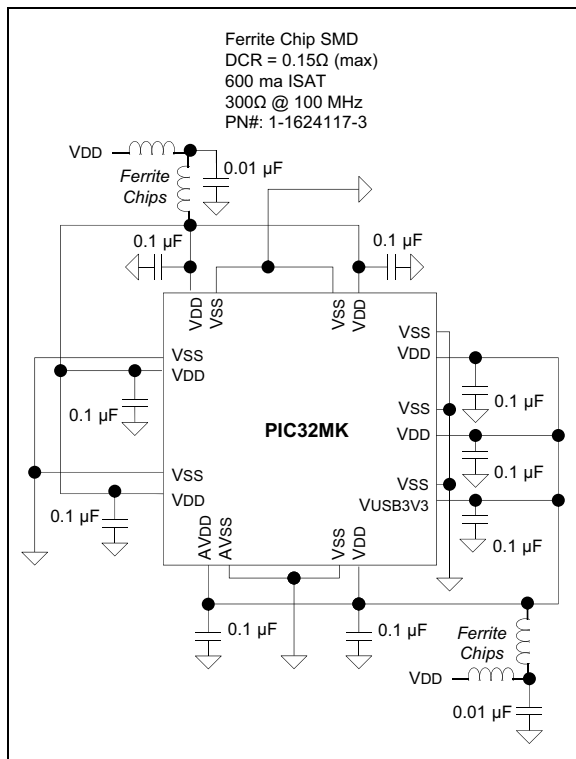 Ferrite Chip SMD
DCR = 0.15Ω (max)
600 ma ISAT
300Ω @ 100 MHz
PN#: 1-1624117-3
VDD
0.01 µF
Ferrite
Chips
0.1 µF
0.1 µF
VDD
VSS
VSS
VDD
VSS
VDD
0.1 µF
VSS
VDD
0.1 µF
PIC32MK
VSS
VDD
0.1 µF
VSS
VDD
0.1 µF
VSS
VUSB3V3
0.1 µF
AVDD
AVSS
VSS
VDD
0.1 µF
0.1 µF
Ferrite
Chips
VDD
0.01 µF